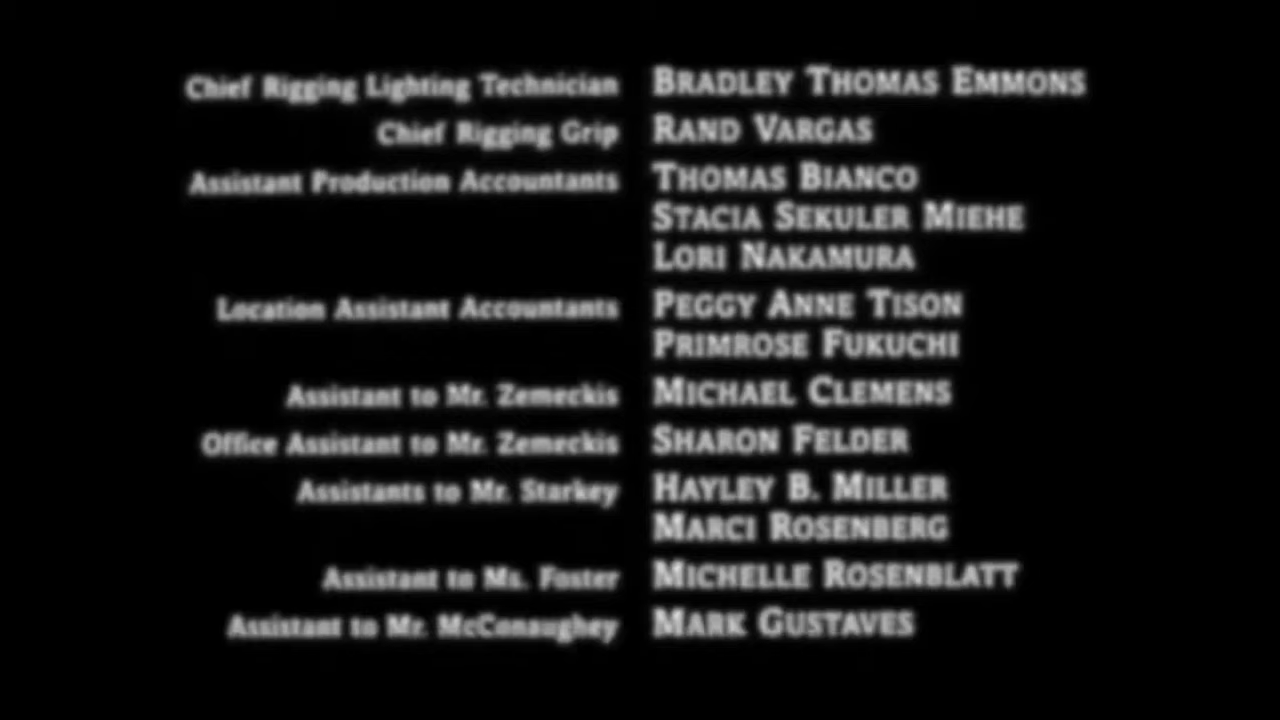 Chief Rigging Lighting Technician BRADLEY THOMAS EMMONS
Chief Rigging Grip RAND VARGAS
Assistant Production Accountants THOMAS BIANCO
STACIA SEKULER MIEHE
LORI NAKAMURA
Location Assistant Accountants PEGGY ANNE TISON
PRIMROSE FUKUCHI
Assistant to Mr. Zemeckis MICHAEL CLEMENS
Office Assistant to Mr. Zemeckis SHARON FELDER
Assistants to Mr. Starkey HAYLEY B. MILLER
MARCI ROSENBERG
Assistant to Ms. Foster MICHELLE ROSENBLATT
Assistant to Mr. McConaughey MARK GUSTAVES